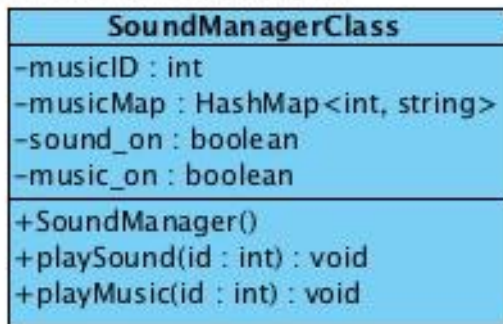 SoundManagerClass
-musicID : int
-musicMap : HashMap<int, string>
-sound_on : boolean
-music_on : boolean
+SoundManager()
+playSound(id : int) : void
+playMusic(id : int) : void